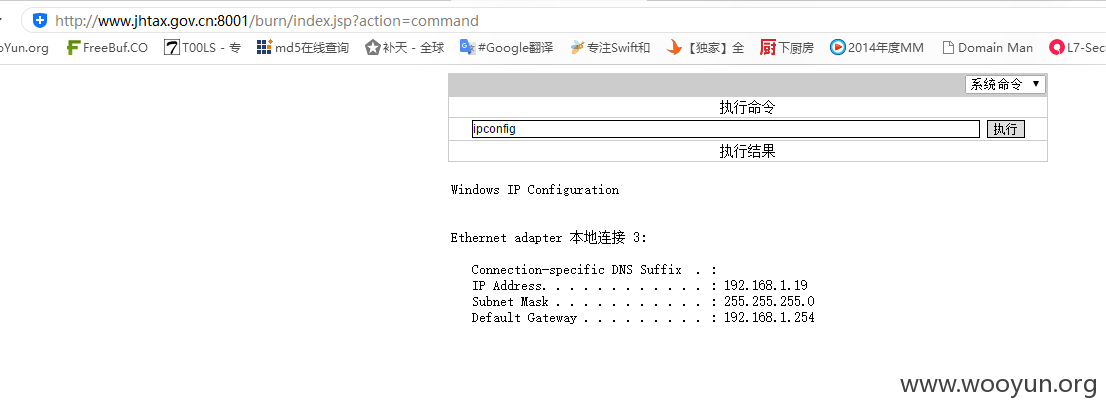 http://www.jhtax.gov.cn:8001/burn/index.jsp?action=command
oYun.org FreeBuf.CO T00LS - 专 md5在线查询 补天 - 全球 #Google翻译 专注Swift和 【独家】全 下厨房 2014年度MM Domain Man L7-Sec
系统命令
执行命令
ipconfig 执行
执行结果
Windows IP Configuration
Ethernet adapter 本地连接 3:
Connection-specific DNS Suffix . :
IP Address. . . . . . . . . . . . : 192.168.1.19
Subnet Mask . . . . . . . . . . . : 255.255.255.0
Default Gateway . . . . . . . . . : 192.168.1.254
www.wooyun.org